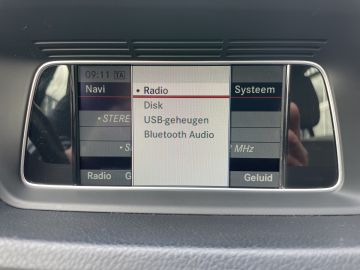 09:11 TA
Navi
• Radio
Systeem
Disk
USB-geheugen
Bluetooth Audio
• STERE
MHz
Radio
Geluid